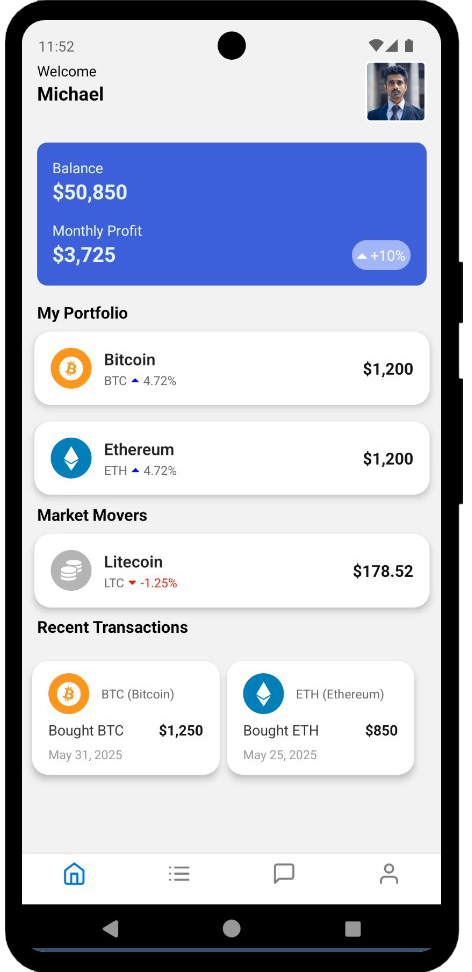 11:52
Welcome
Michael
Balance
$50,850
Monthly Profit
$3,725
+10%
My Portfolio
Bitcoin
BTC 4.72%
$1,200
Ethereum
ETH 4.72%
$1,200
Market Movers
Litecoin
LTC -1.25%
$178.52
Recent Transactions
BTC (Bitcoin)
Bought BTC $1,250
May 31, 2025
ETH (Ethereum)
Bought ETH $850
May 25, 2025